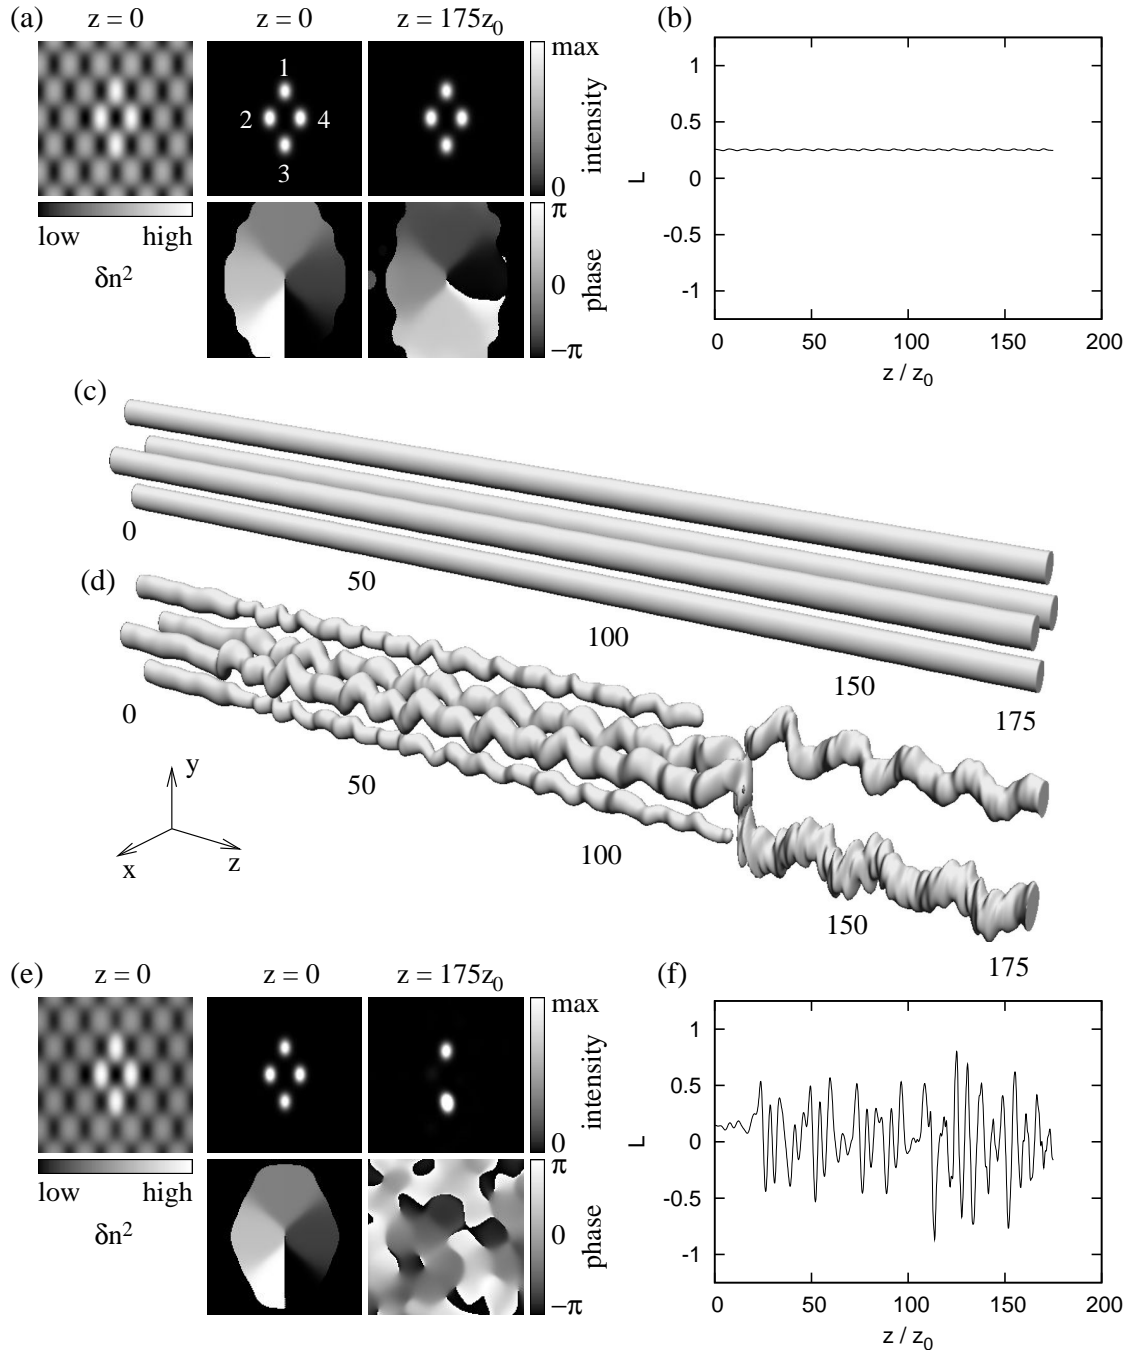 (a) z = 0 z = 0 z = 175z₀
1
2 4
3
max
intensity
0
low high
δn²
π
0
phase
−π
(b)
1
0.5
0
-0.5
-1
L
0 50 100 150 200
z / z₀
(c)
0
50
100
150
175
(d)
0
50
100
150
175
y
x
z
(e) z = 0 z = 0 z = 175z₀
max
intensity
0
low high
δn²
π
0
phase
−π
(f)
1
0.5
0
-0.5
-1
L
0 50 100 150 200
z / z₀